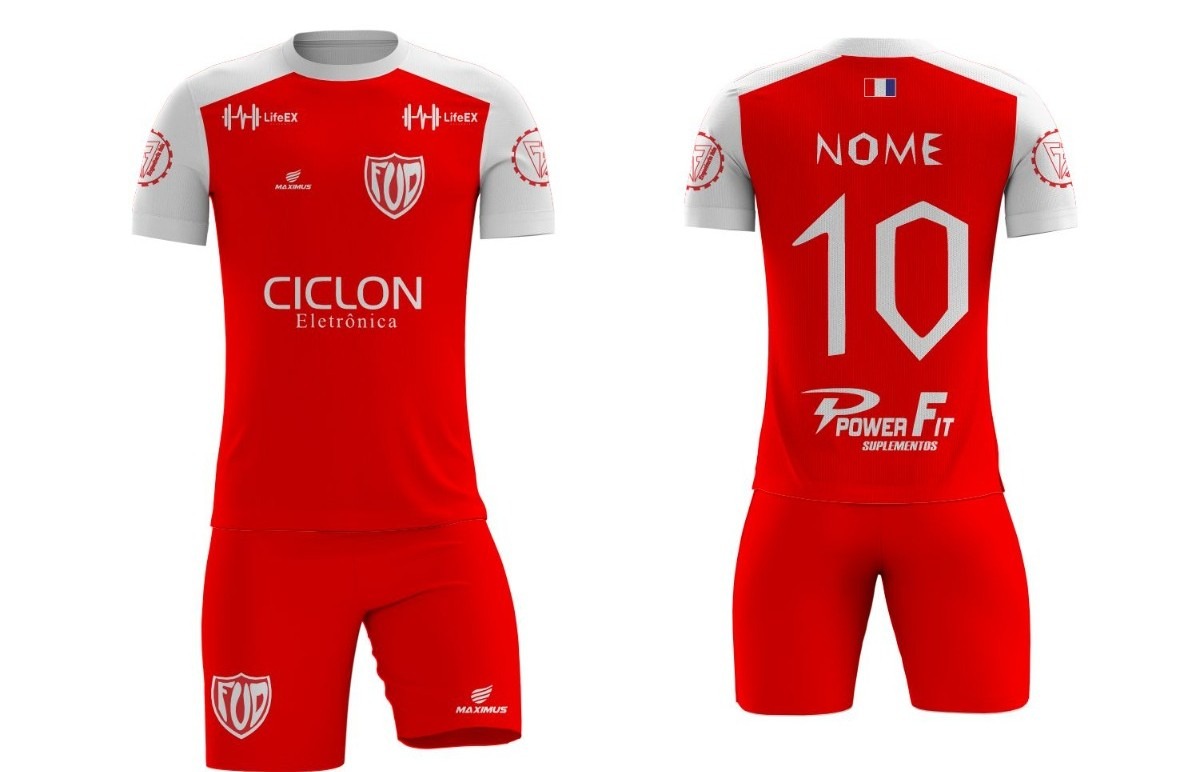 LifeEX
LifeEX
MAXIMUS
FUD
CICLON
Eletrônica
FUD
MAXIMUS
NOME
10
POWER FIT
SUPLEMENTOS